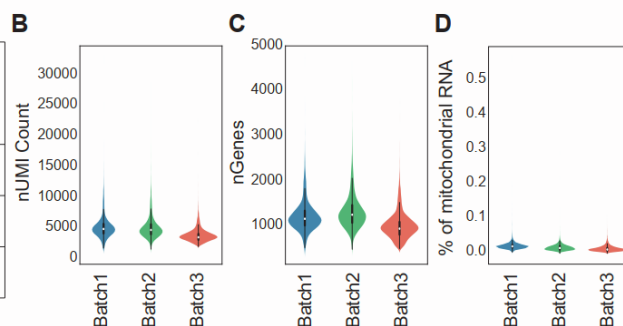 B
nUMI Count
30000
25000
20000
15000
10000
5000
0
Batch1
Batch2
Batch3
C
nGenes
5000
4000
3000
2000
1000
Batch1
Batch2
Batch3
D
% of mitochondrial RNA
0.5
0.4
0.3
0.2
0.1
0.0
Batch1
Batch2
Batch3